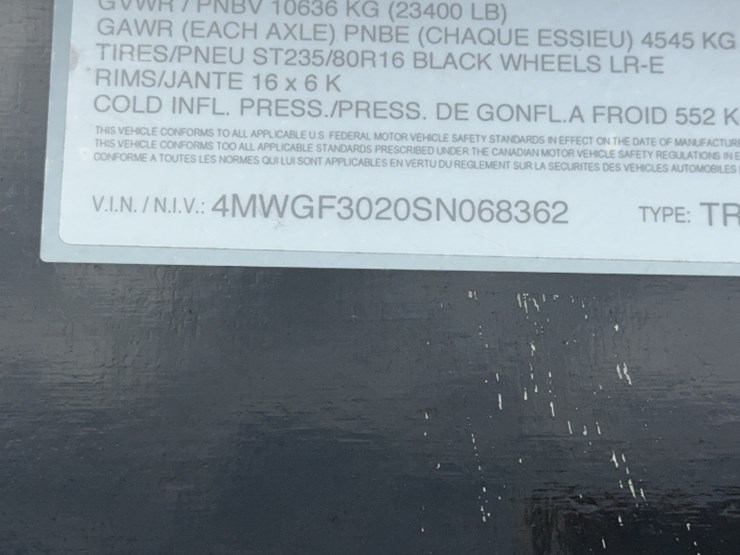 GVWR / PNBV 10636 KG (23400 LB)
GAWR (EACH AXLE) PNBE (CHAQUE ESSIEU) 4545 KG
TIRES/PNEU ST235/80R16 BLACK WHEELS LR-E
RIMS/JANTE 16 x 6 K
COLD INFL. PRESS./PRESS. DE GONFL.A FROID 552 K
THIS VEHICLE CONFORMS TO ALL APPLICABLE U.S. FEDERAL MOTOR VEHICLE SAFETY STANDARDS IN EFFECT ON THE DATE OF MANUFACTURE
THIS VEHICLE CONFORMS TOO ALL APPLICABLE STANDARDS PRESCRIBED UNDER THE CANADIAN MOTOR VEHICLE SAFETY REGULATIONS IN E
CONFORME A TOUTES LES NORMES QUI LUI SONT APPLICABLES EN VERTU DU REGLEMENT SUR LA SECURITES DES VEHICLES AUTOMOBILES
V.I.N. / N.I.V.: 4MWGF3020SN068362 TYPE: TR